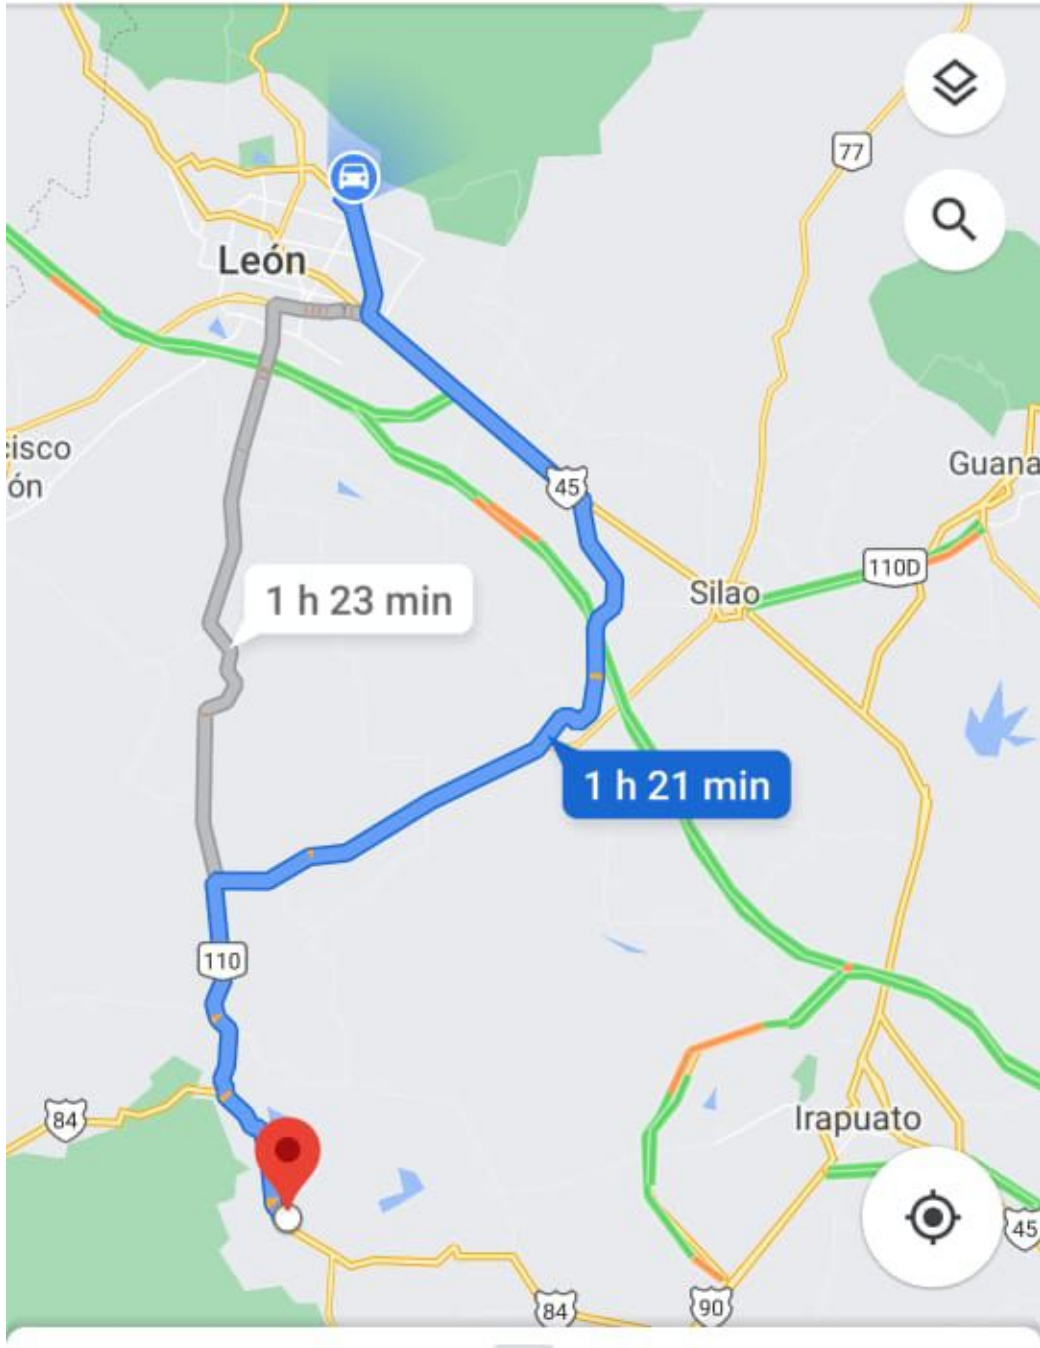 77
León
cisco
ón
Guana
45
110D
Silao
1 h 23 min
1 h 21 min
110
84
Irapuato
45
84
90